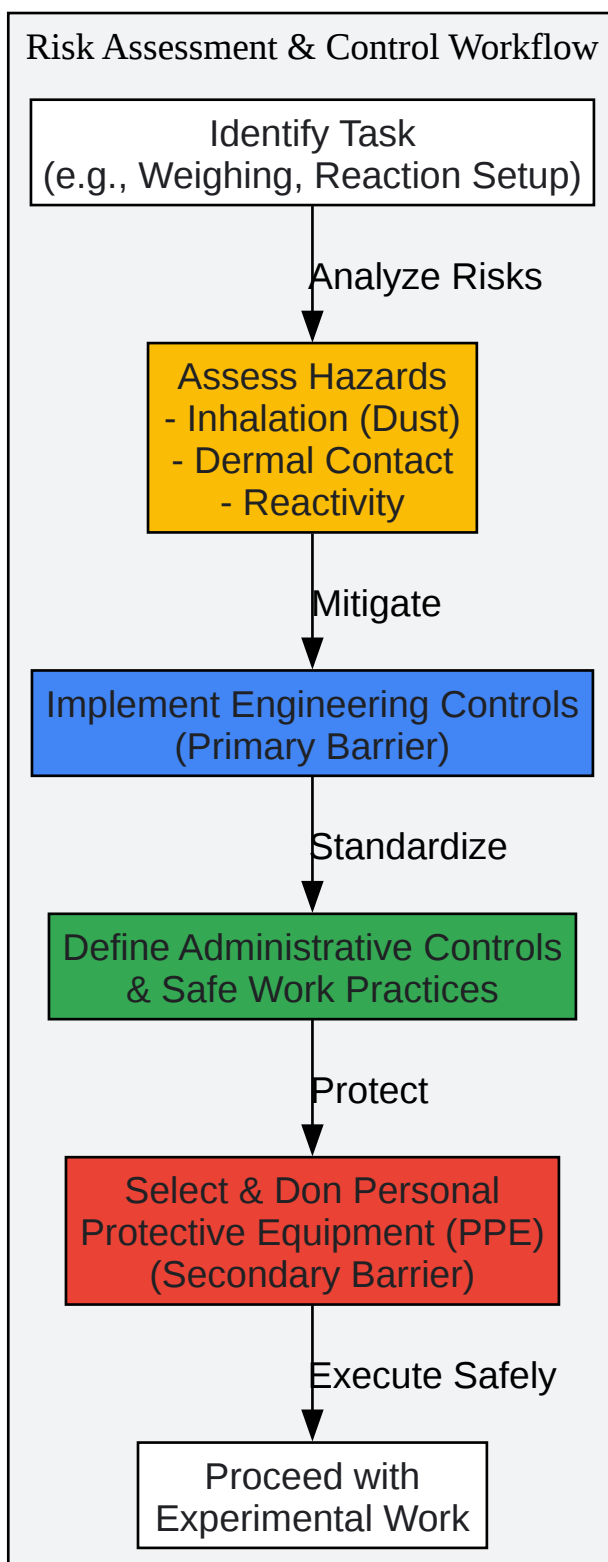 Risk Assessment & Control Workflow
Identify Task
(e.g., Weighing, Reaction Setup)
Analyze Risks
Assess Hazards
- Inhalation (Dust)
- Dermal Contact
- Reactivity
Mitigate
Implement Engineering Controls
(Primary Barrier)
Standardize
Define Administrative Controls
& Safe Work Practices
Protect
Select & Don Personal
Protective Equipment (PPE)
(Secondary Barrier)
Execute Safely
Proceed with
Experimental Work